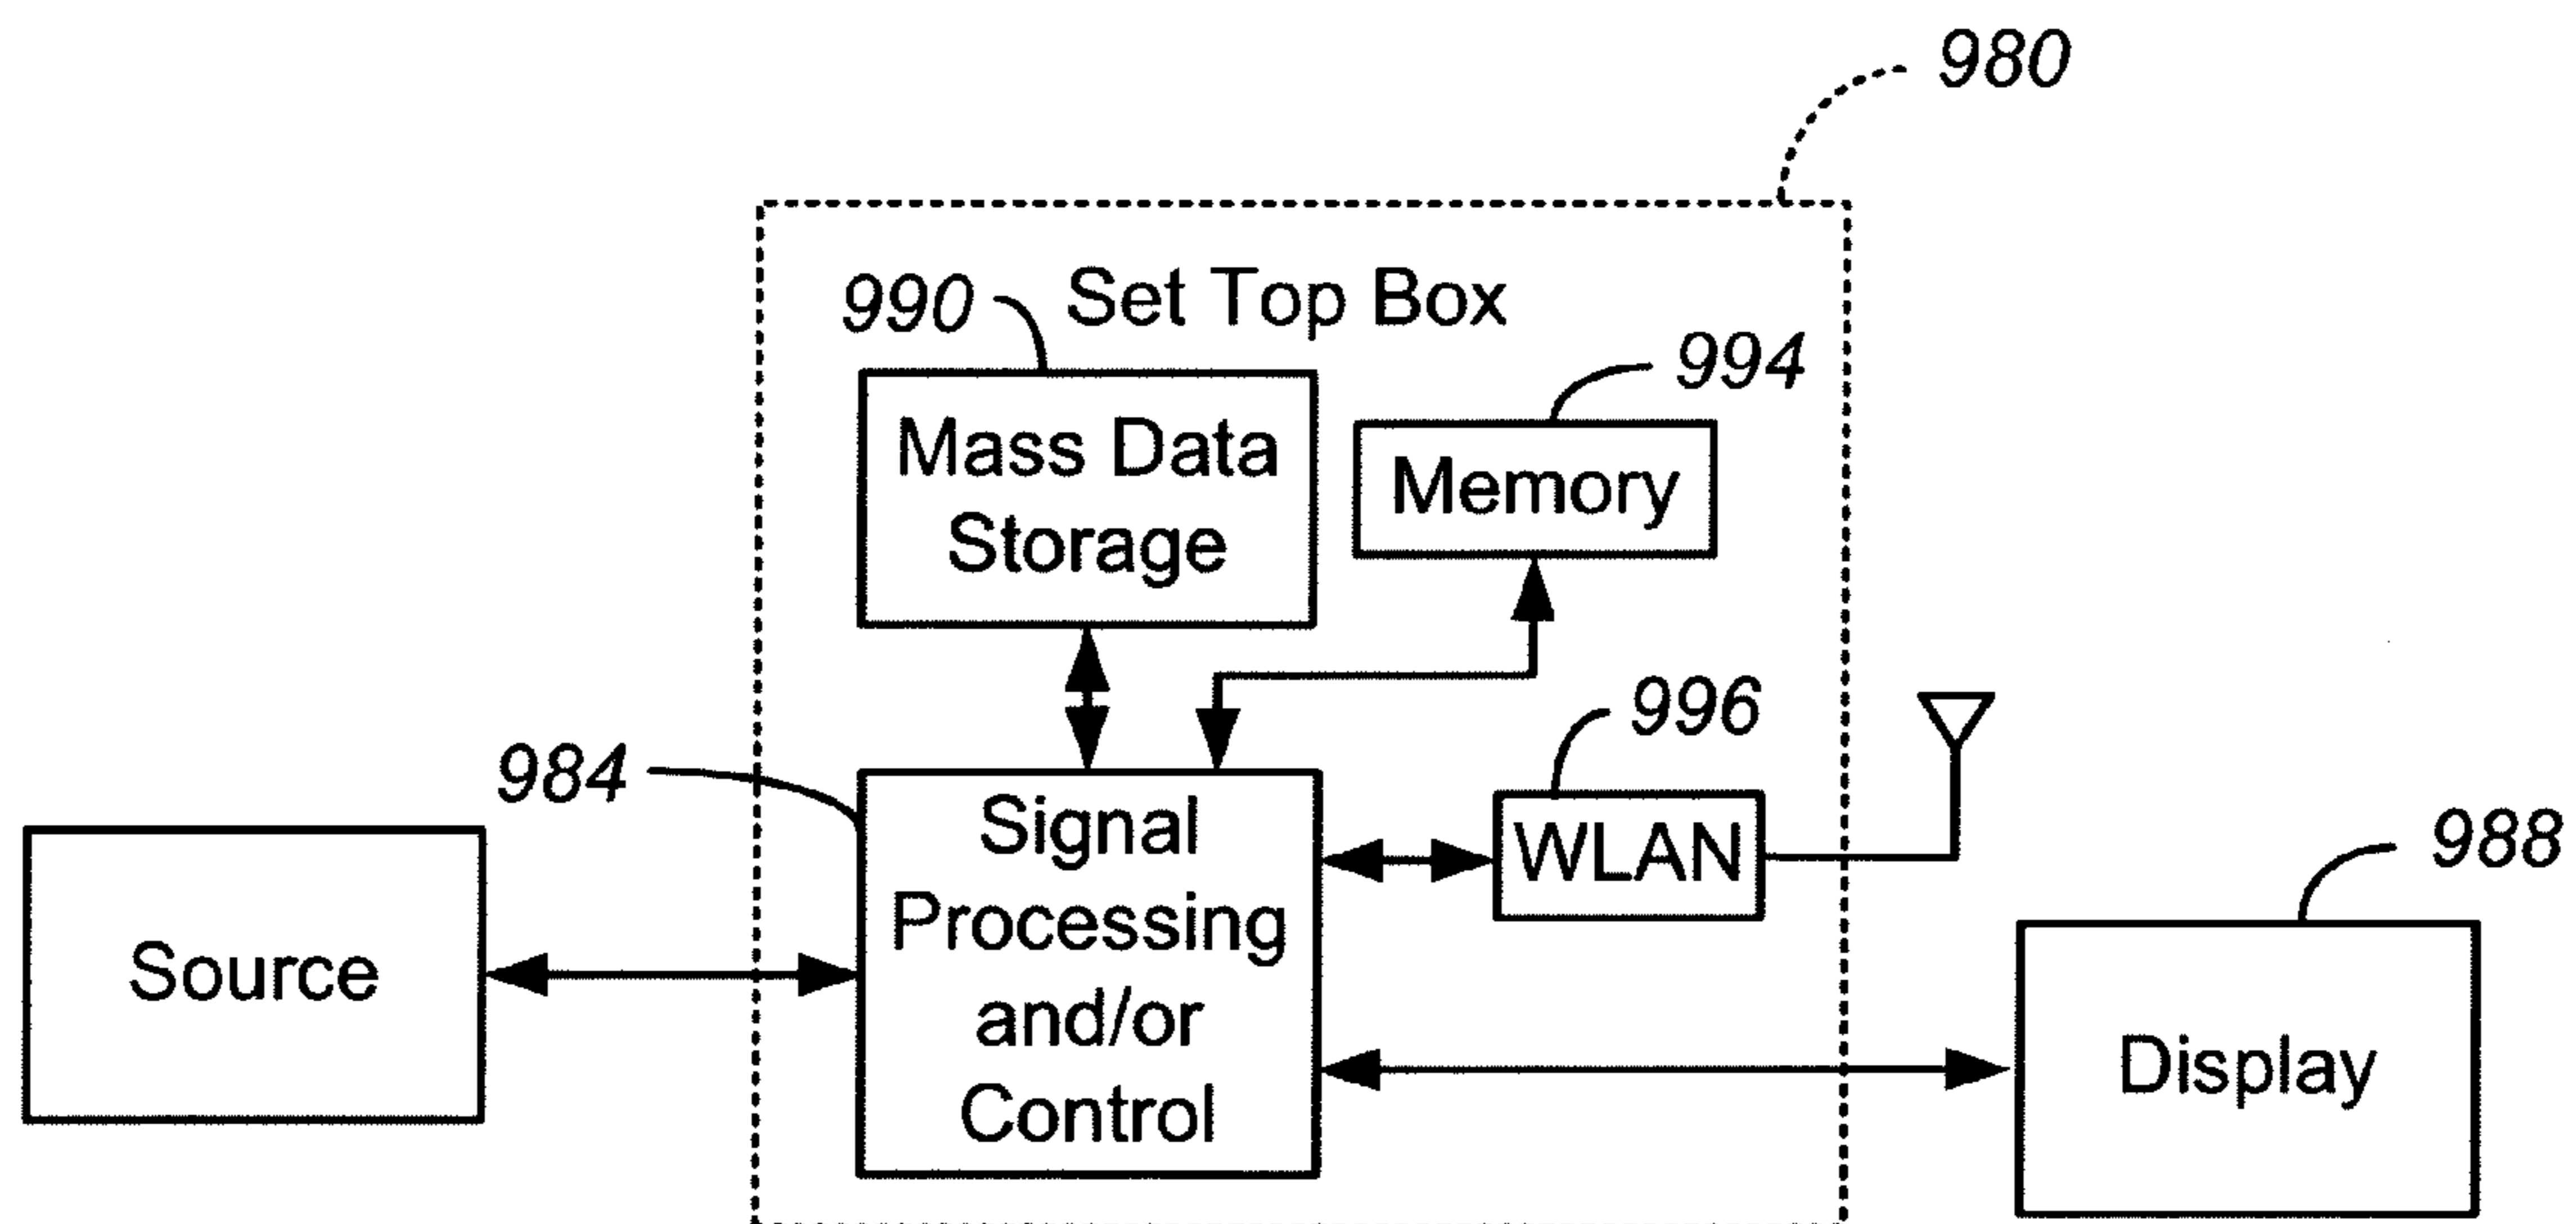 980
Set Top Box
990
994
Mass Data
Storage
Memory
996
984
Signal
Processing
and/or
Control
WLAN
988
Source
Display